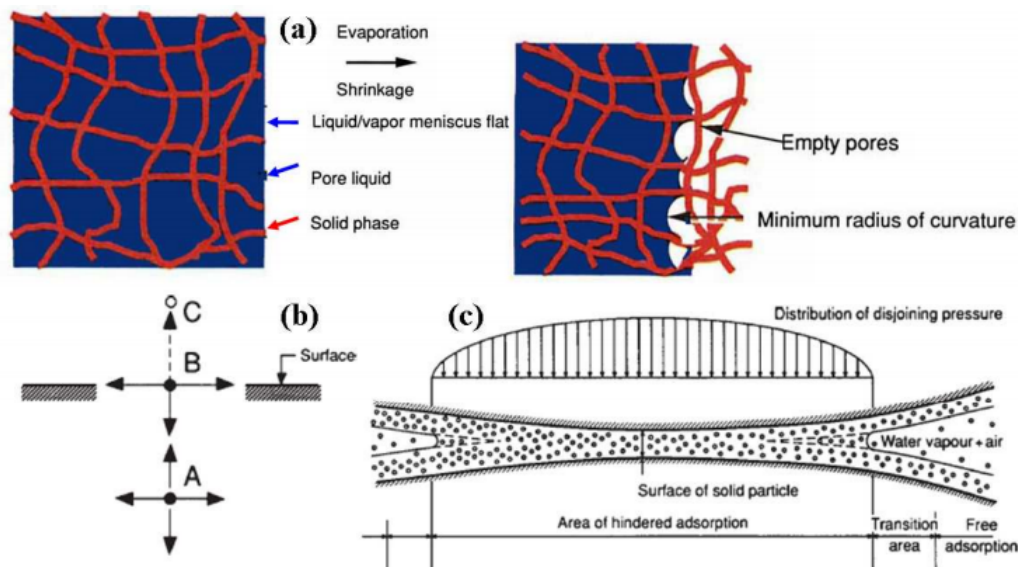 (a)
Evaporation
Shrinkage
Liquid/vapor meniscus flat
Pore liquid
Solid phase
Empty pores
Minimum radius of curvature
(b)
C
B
Surface
A
(c)
Distribution of disjoining pressure
Water vapour + air
Surface of solid particle
Area of hindered adsorption
Transition
area
Free
adsorption